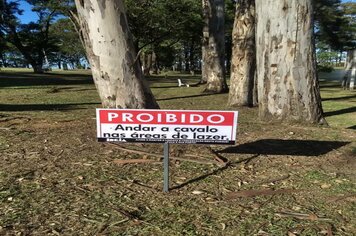 PROIBIDO
Andar a cavalo
nas áreas de lazer.